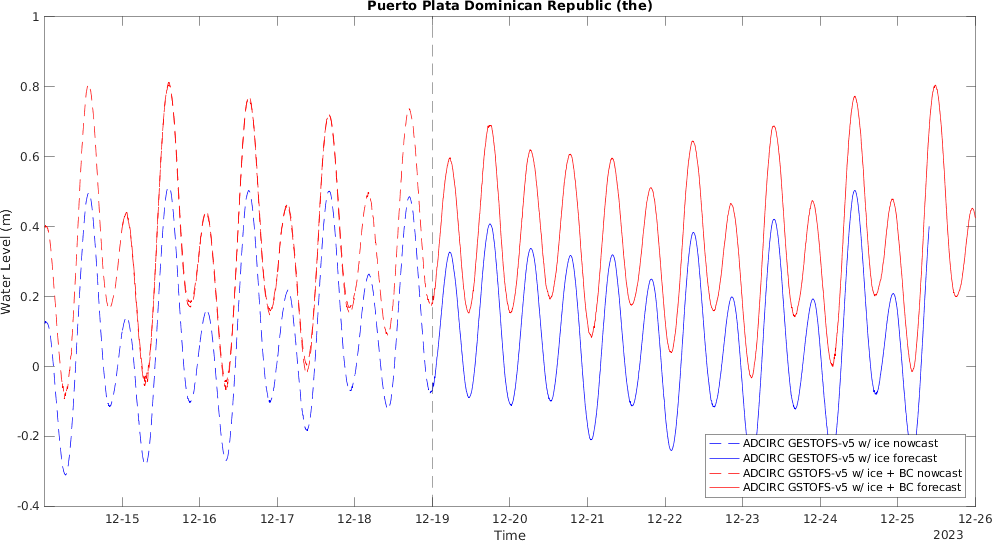 Puerto Plata Dominican Republic (the)
Water Level (m)
1
0.8
0.6
0.4
0.2
0
-0.2
-0.4
ADCIRC GESTOFS-v5 w/ ice nowcast
ADCIRC GESTOFS-v5 w/ ice forecast
ADCIRC GSTOFS-v5 w/ ice + BC nowcast
ADCIRC GSTOFS-v5 w/ ice + BC forecast
12-15 12-16 12-17 12-18 12-19 12-20 12-21 12-22 12-23 12-24 12-25 12-26
Time
2023